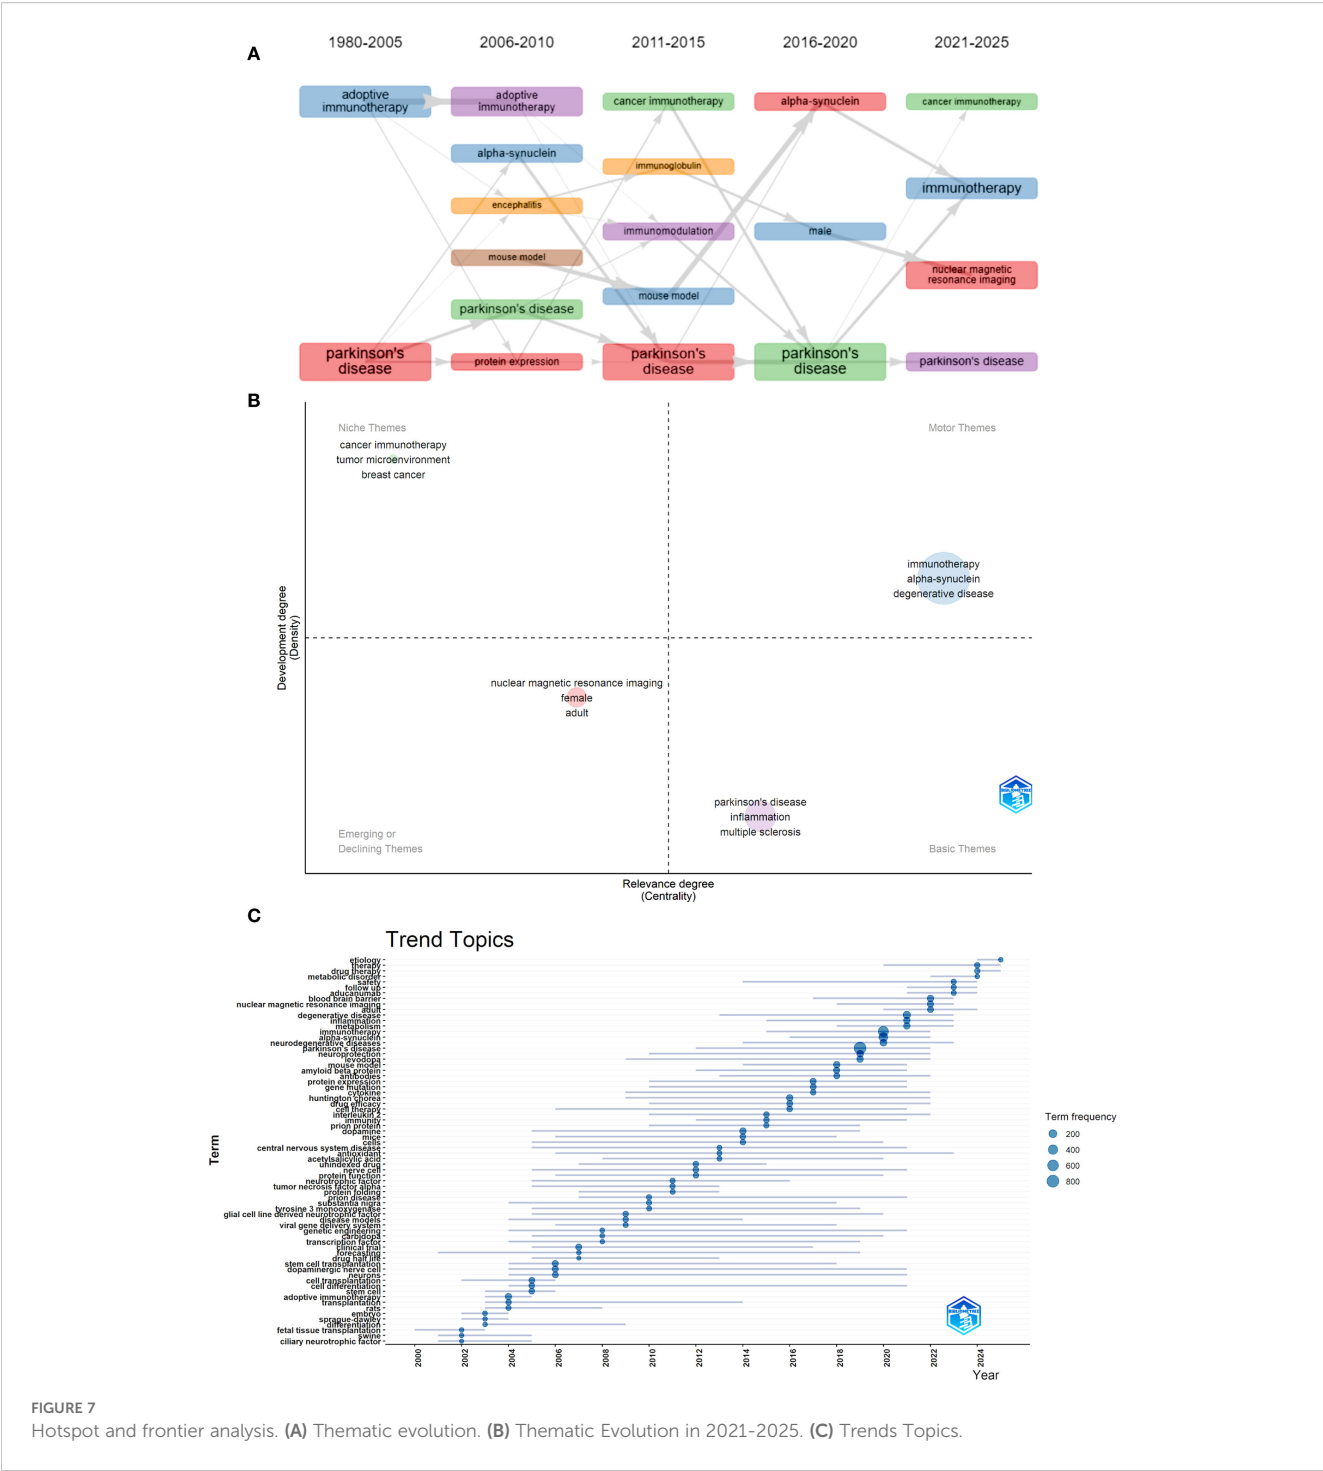 A
1980-2005
2006-2010
2011-2015
2016-2020
2021-2025
adoptive
immunotherapy
parkinson's
disease
adoptive
immunotherapy
alpha-synuclein
encephalitis
mouse model
parkinson's disease
protein expression
cancer immunotherapy
immunoglobulin
immunomodulation
mouse model
parkinson's
disease
alpha-synuclein
male
parkinson's
disease
cancer immunotherapy
immunotherapy
nuclear magnetic
resonance imaging
parkinson's disease
B
Niche Themes
Motor Themes
cancer immunotherapy
tumor microenvironment
breast cancer
immunotherapy
alpha-synuclein
degenerative disease
Development degree
(Density)
nuclear magnetic resonance imaging
female
adult
parkinson's disease
inflammation
multiple sclerosis
BIBLIOMETRIX
Emerging or
Declining Themes
Basic Themes
Relevance degree
(Centrality)
C
Trend Topics
Term
etiology
therapy
drug therapy
metabolic disorder
safety
follow up
aducanumab
blood brain barrier
nuclear magnetic resonance imaging
adult
degenerative disease
inflammation
metabolism
immunotherapy
alpha-synuclein
neurodegenerative diseases
parkinson's disease
neuroprotection
levodopa
mouse model
amyloid beta protein
antibodies
protein expression
gene mutation
cytokine
huntington chorea
drug efficacy
cell therapy
interleukin 2
immunity
prion protein
dopamine
mice
cells
central nervous system disease
antioxidant
acetylsalicylic acid
unindexed drug
nerve cell
protein function
neurotrophic factor
tumor necrosis factor alpha
protein folding
prion disease
substantia nigra
tyrosine 3 monooxygenase
glial cell line derived neurotrophic factor
disease models
viral gene delivery system
genetic engineering
carbidopa
transcription factor
clinical trial
forecasting
drug half life
stem cell transplantation
dopaminergic nerve cell
neurons
cell transplantation
cell differentiation
stem cell
adoptive immunotherapy
transplantation
rats
embryo
sprague-dawley
differentiation
fetal tissue transplantation
swine
ciliary neurotrophic factor
2000
2002
2004
2006
2008
2010
2012
2014
2016
2018
2020
2022
2024
Year
Term frequency
200
400
600
800
BIBLIOMETRIX
FIGURE 7
Hotspot and frontier analysis. (A) Thematic evolution. (B) Thematic Evolution in 2021-2025. (C) Trends Topics.